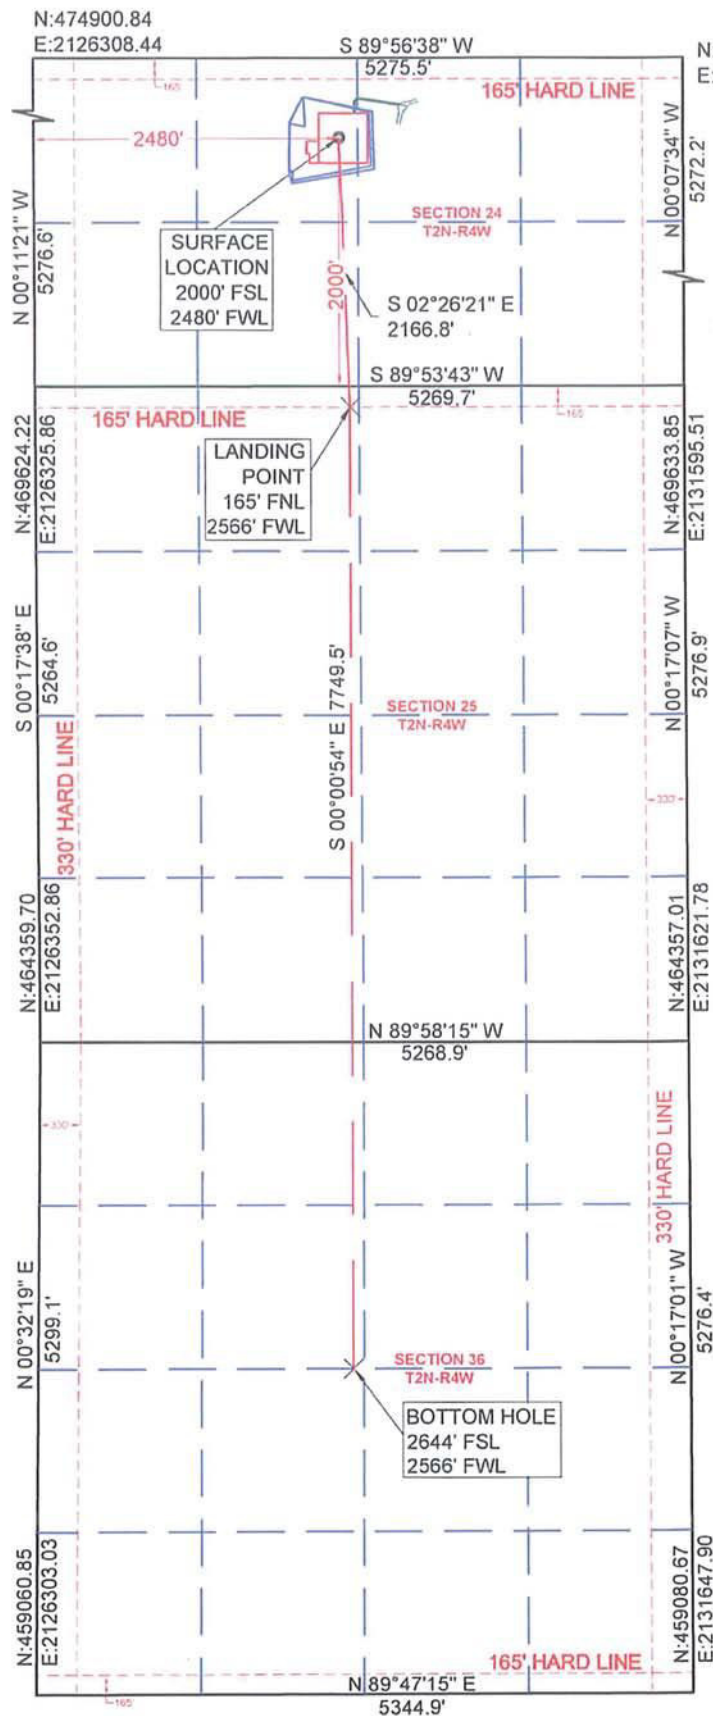 N:474900.84
E:2126308.44
S 89°56'38" W
5275.5'
N
E:
165
165' HARD LINE
2480'
N 00°11'21" W
5276.6'
N 00°07'34" W
5272.2'
SECTION 24
T2N-R4W
SURFACE
LOCATION
2000' FSL
2480' FWL
2000'
S 02°26'21" E
2166.8'
S 89°53'43" W
5269.7'
165' HARD LINE
165
LANDING
POINT
165' FNL
2566' FWL
N:469624.22
E:2126325.86
N:469633.85
E:2131595.51
S 00°17'38" E
5264.6'
S 00°00'54" E 7749.5'
SECTION 25
T2N-R4W
N 00°17'07" W
5276.9'
330' HARD LINE
330'
N:464359.70
E:2126352.86
N:464357.01
E:2131621.78
N 89°58'15" W
5268.9'
330'
330' HARD LINE
N 00°32'19" E
5299.1'
N 00°17'01" W
5276.4'
SECTION 36
T2N-R4W
BOTTOM HOLE
2644' FSL
2566' FWL
N:459060.85
E:2126303.03
N:459080.67
E:2131647.90
165' HARD LINE
165
N 89°47'15" E
5344.9'